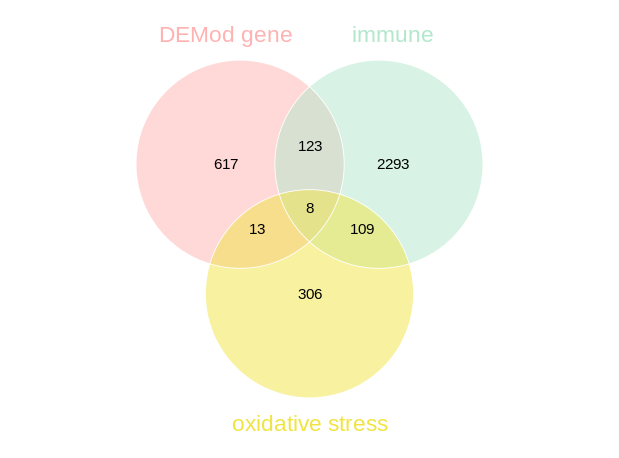 DEMod gene immune
123
617 2293
8
13 109
306
oxidative stress